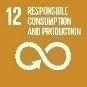 12 RESPONSIBLE
CONSUMPTION
AND PRODUCTION